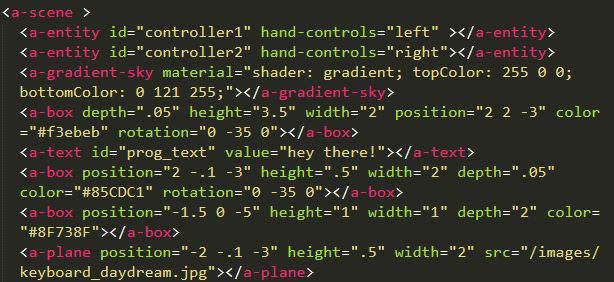 <a-scene >
<a-entity id="controller1" hand-controls="left" ></a-entity>
<a-entity id="controller2" hand-controls="right"></a-entity>
<a-gradient-sky material="shader: gradient; topColor: 255 0 0;
bottomColor: 0 121 255;"></a-gradient-sky>
<a-box depth=".05" height="3.5" width="2" position="2 2 -3" color
="#f3ebeb" rotation="0 -35 0"></a-box>
<a-text id="prog_text" value="hey there!"></a-text>
<a-box position="2 -.1 -3" height=".5" width="2" depth=".05"
color="#85CDC1" rotation="0 -35 0"></a-box>
<a-box position="-1.5 0 -5" height="1" width="1" depth="2" color=
"#8F738F"></a-box>
<a-plane position="-2 -.1 -3" height=".5" width="2" src="/images/
keyboard_daydream.jpg"></a-plane>